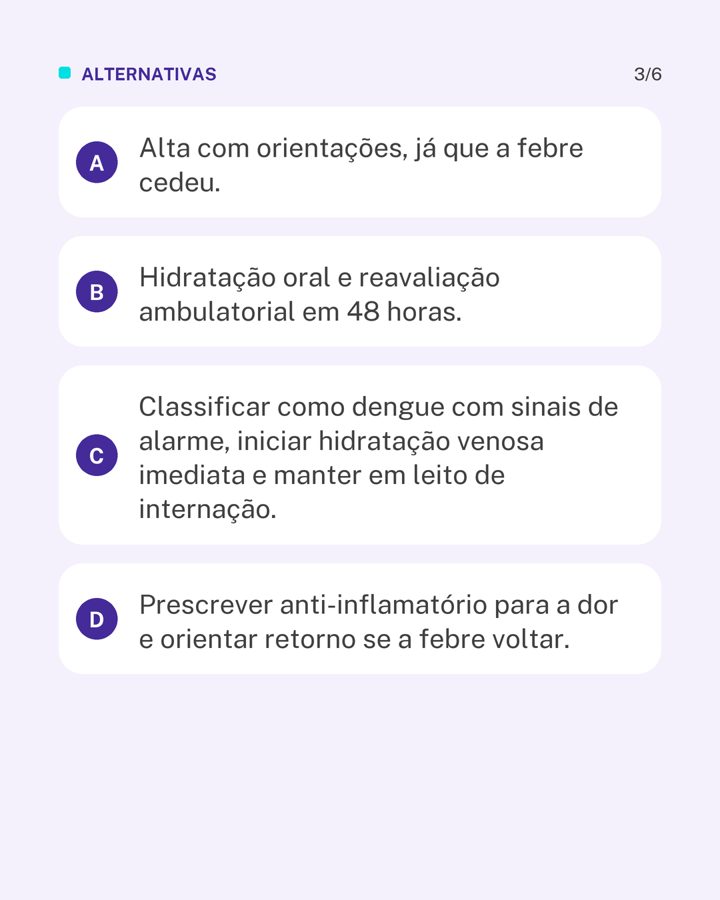 ALTERNATIVAS
3/6
A
Alta com orientações, já que a febre
cedeu.
B
Hidratação oral e reavaliação
ambulatorial em 48 horas.
C
Classificar como dengue com sinais de
alarme, iniciar hidratação venosa
imediata e manter em leito de
internação.
D
Prescrever anti-inflamatório para a dor
e orientar retorno se a febre voltar.